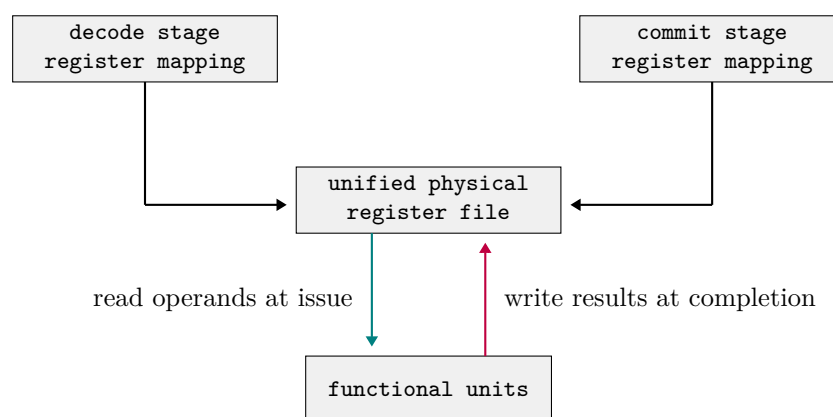 decode stage
register mapping
commit stage
register mapping
unified physical
register file
read operands at issue
write results at completion
functional units